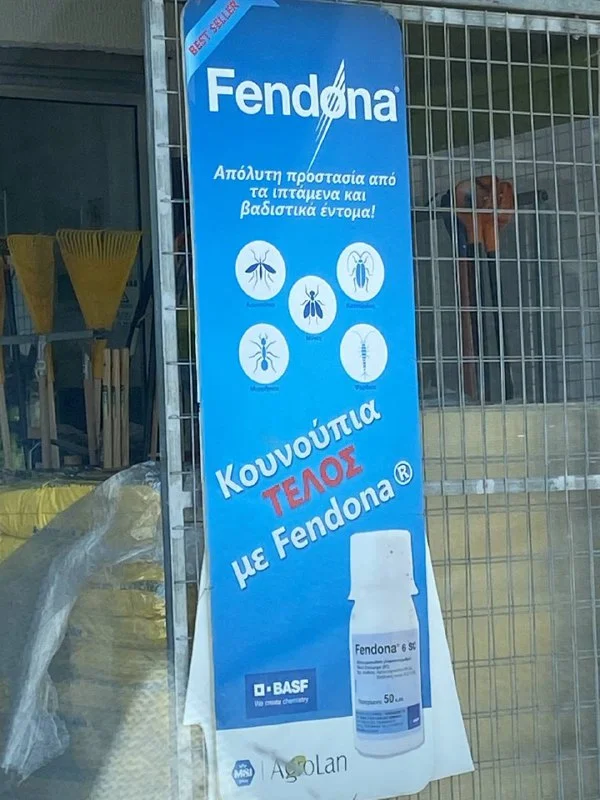 BEST SELLER
Fendona®
Απόλυτη προστασία από
τα ιπτάμενα και
βαδιστικά έντομα!
Κουνούπια
ΤΕΛΟΣ
με Fendona®
Fendona® 6 SC
50
BASF
We create chemistry
MSI
AgroLan